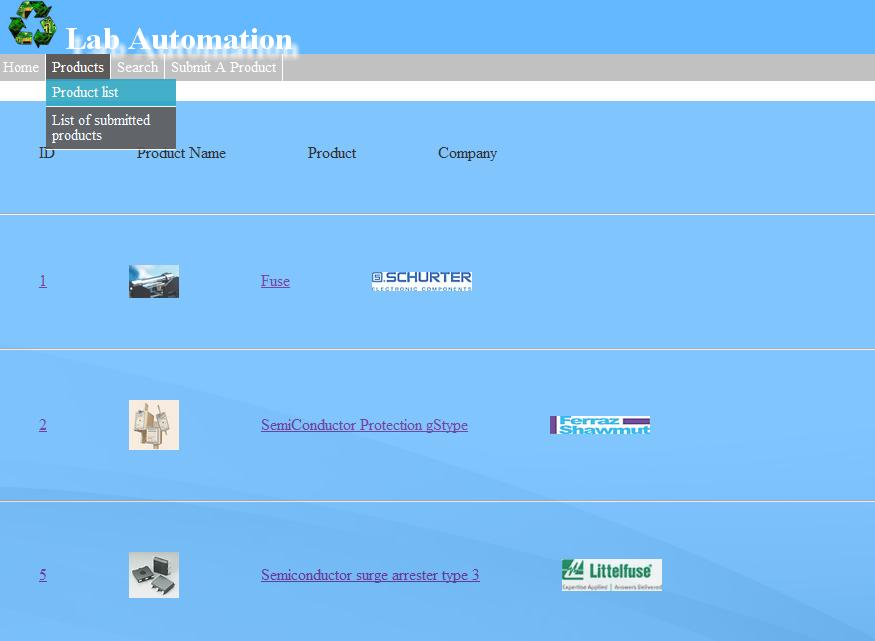 Lab Automation
Home Products Search Submit A Product
Product list
List of submitted
products
ID Product Name Product Company
1 Fuse SCHURTER
ELECTRONIC COMPONENTS
2 SemiConductor Protection gStype Ferraz
Shawmut
5 Semiconductor surge arrester type 3 Littelfuse
Expertise Applied | Answers Delivered